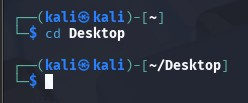 ┌──(kali㉿kali)-[~]
└─$ cd Desktop
┌──(kali㉿kali)-[~/Desktop]
└─$